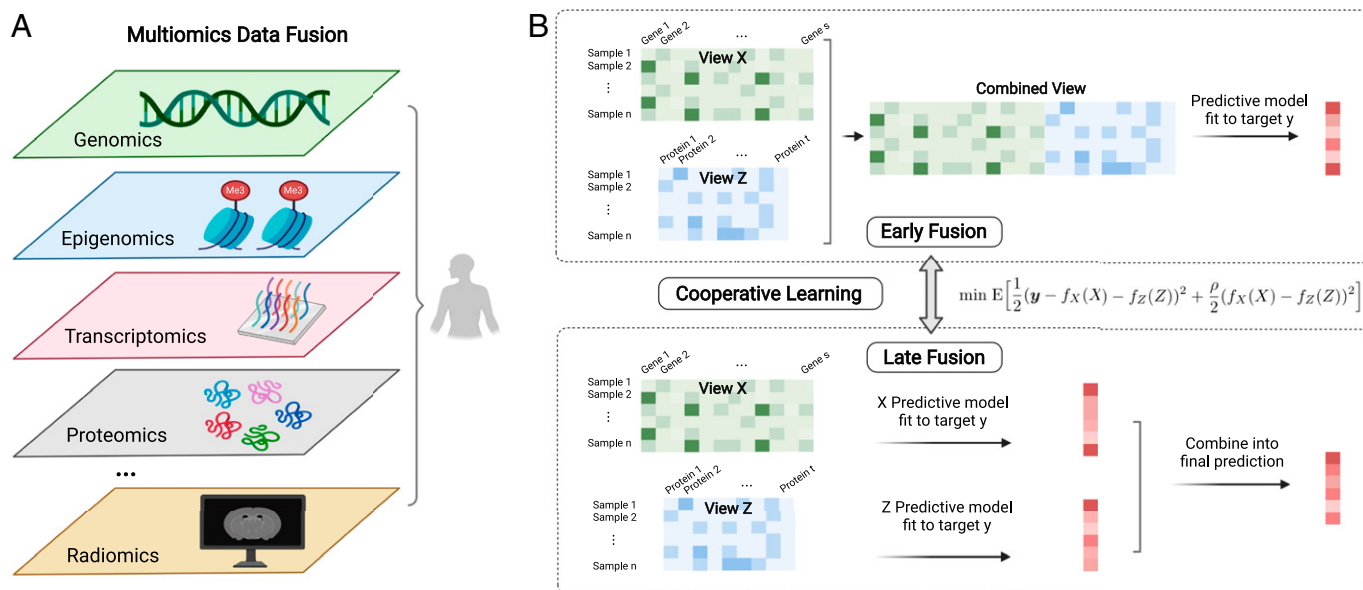 A
Multiomics Data Fusion
Genomics
Me3 Me3
Epigenomics
Transcriptomics
Proteomics
...
Radiomics
B
Gene 1
Gene 2
...
Gene s
Sample 1
Sample 2
⋮
Sample n
View X
Protein 1
Protein 2
...
Protein t
Sample 1
Sample 2
⋮
Sample n
View Z
Combined View
Predictive model
fit to target y
Early Fusion
Cooperative Learning
min E[½(𝒚 − f_X(X) − f_Z(Z))² + ρ/2(f_X(X) − f_Z(Z))²]
Late Fusion
Gene 1
Gene 2
...
Gene s
Sample 1
Sample 2
⋮
Sample n
View X
X Predictive model
fit to target y
Protein 1
Protein 2
...
Protein t
Sample 1
Sample 2
⋮
Sample n
View Z
Z Predictive model
fit to target y
Combine into
final prediction